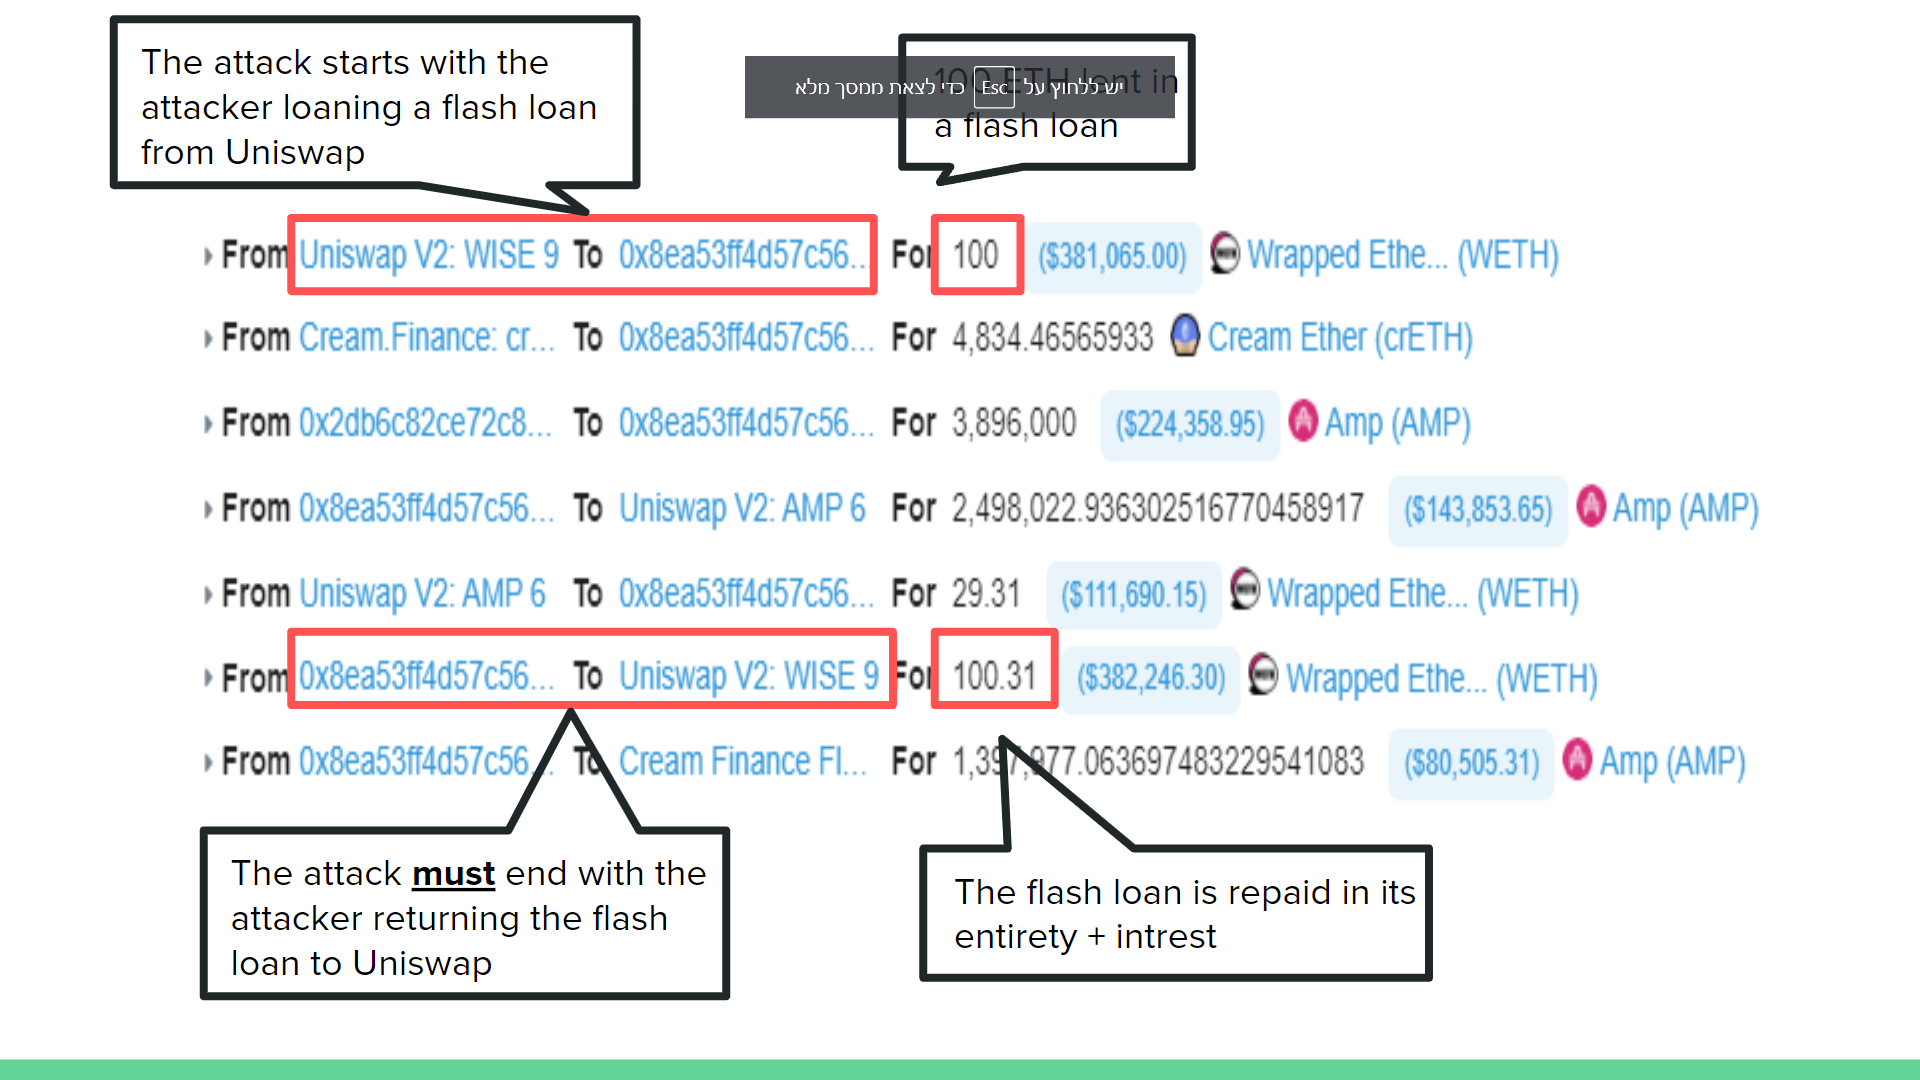 The attack starts with the
attacker loaning a flash loan
from Uniswap
100 ETH lent in
a flash loan
יש ללחוץ על Esc כדי לצאת ממסך מלא
From Uniswap V2: WISE 9 To 0x8ea53ff4d57c56... For 100 ($381,065.00) Wrapped Ethe... (WETH)
From Cream.Finance: cr... To 0x8ea53ff4d57c56... For 4,834.46565933 Cream Ether (crETH)
From 0x2db6c82ce72c8... To 0x8ea53ff4d57c56... For 3,896,000 ($224,358.95) Amp (AMP)
From 0x8ea53ff4d57c56... To Uniswap V2: AMP 6 For 2,498,022.936302516770458917 ($143,853.65) Amp (AMP)
From Uniswap V2: AMP 6 To 0x8ea53ff4d57c56... For 29.31 ($111,690.15) Wrapped Ethe... (WETH)
From 0x8ea53ff4d57c56... To Uniswap V2: WISE 9 For 100.31 ($382,246.30) Wrapped Ethe... (WETH)
From 0x8ea53ff4d57c56... To Cream Finance Fl... For 1,397,977.063697483229541083 ($80,505.31) Amp (AMP)
The attack must end with the
attacker returning the flash
loan to Uniswap
The flash loan is repaid in its
entirety + intrest